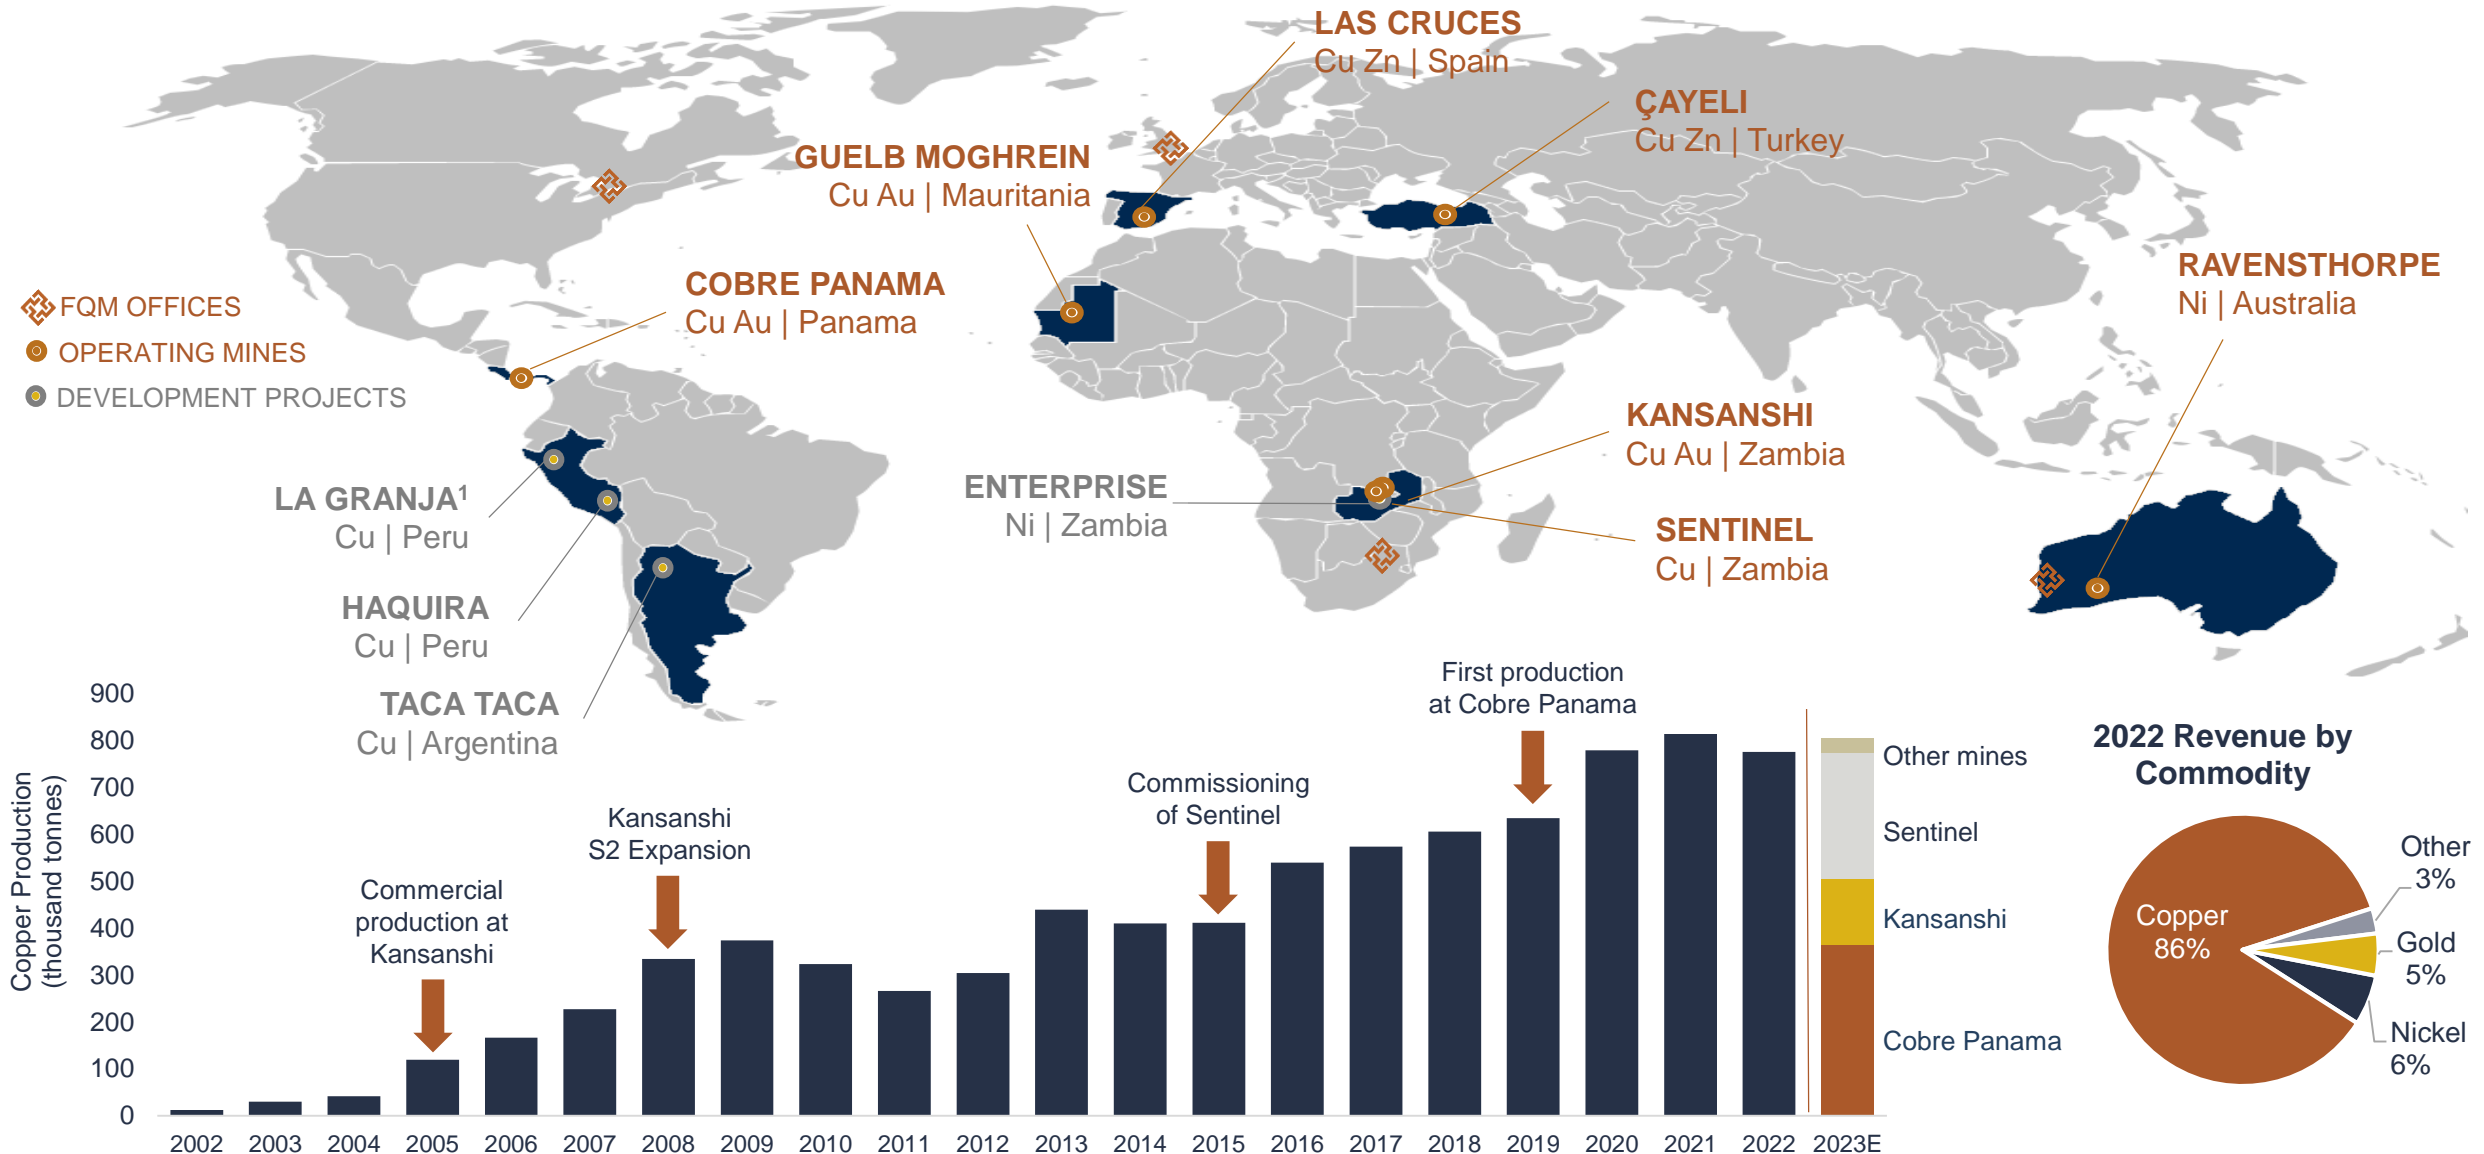 LAS CRUCES
Cu Zn | Spain
ÇAYELI
Cu Zn | Turkey
GUELB MOGHREIN
Cu Au | Mauritania
RAVENSTHORPE
Ni | Australia
COBRE PANAMA
Cu Au | Panama
FQM OFFICES
OPERATING MINES
DEVELOPMENT PROJECTS
KANSANSHI
Cu Au | Zambia
ENTERPRISE
Ni | Zambia
LA GRANJA¹
Cu | Peru
SENTINEL
Cu | Zambia
HAQUIRA
Cu | Peru
TACA TACA
Cu | Argentina
Copper Production
(thousand tonnes)
900
800
700
600
500
400
300
200
100
0
Commercial
production at
Kansanshi
Kansanshi
S2 Expansion
Commissioning
of Sentinel
First production
at Cobre Panama
Other mines
Sentinel
Kansanshi
Cobre Panama
2002 2003 2004 2005 2006 2007 2008 2009 2010 2011 2012 2013 2014 2015 2016 2017 2018 2019 2020 2021 2022 2023E
2022 Revenue by
Commodity
Copper
86%
Other
3%
Gold
5%
Nickel
6%